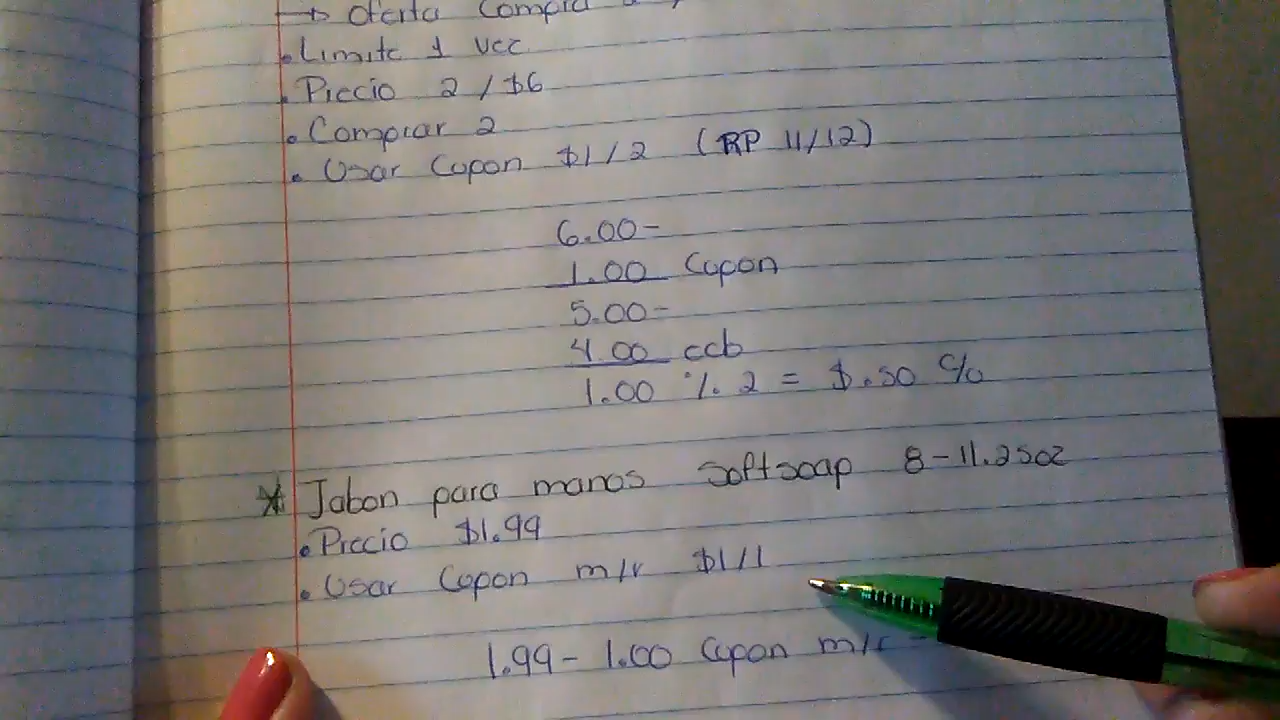 → Oferta Compra
• Limite 1 vez
• Precio 2 / $6
• Comprar 2
• Usar Cupon $1/2 (RP 11/12)
6.00-
1.00 Cupon
5.00-
4.00 ccb
1.00 ٪ 2 = $.50 c/u
* Jabon para manos Softsoap 8-11.25oz
• Precio $1.99
• Usar Cupon m/r $1/1
1.99 - 1.00 Cupon m/r